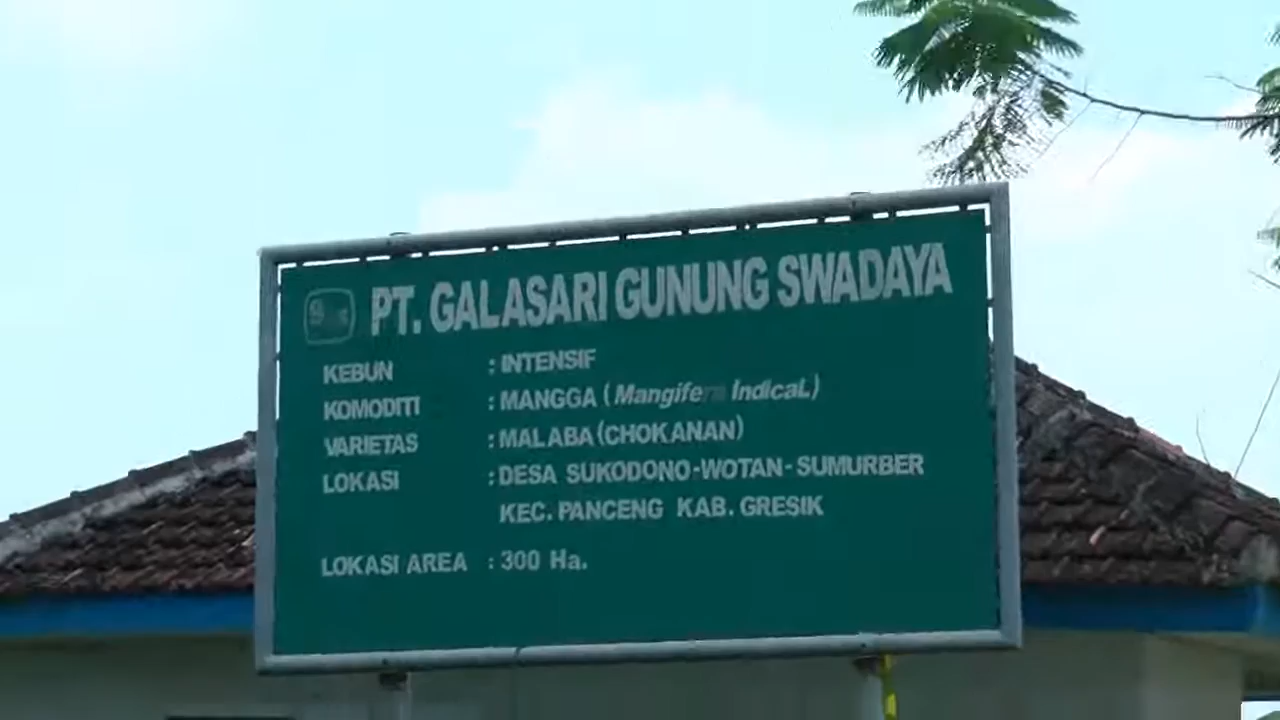 PT. GALASARI GUNUNG SWADAYA
KEBUN : INTENSIF
KOMODITI : MANGGA (Mangifera IndicaL)
VARIETAS : MALABA (CHOKANAN)
LOKASI : DESA SUKODONO-WOTAN-SUMURBER
KEC. PANCENG KAB. GRESIK
LOKASI AREA : 300 Ha.